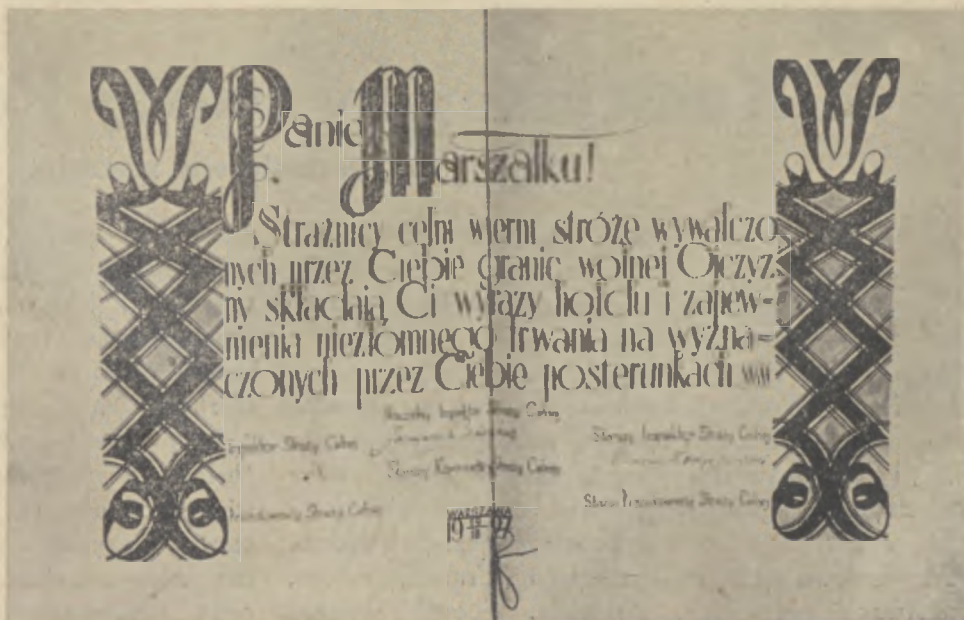 Panie
Marszałku!
Strażnicy celni wierni stróże wywalczo
nych przez Ciebie granic wolnej Ojczyz
ny składają Ci wyrazy hołdu i zapew=
nienia niezłomnego trwania na wyzna=
czonych przez Ciebie posterunkach
Naczelny Inspektor Straży Celnej
Inspektor Straży Celnej
Starszy Inspektor Straży Celnej
Starszy Komisarz Straży Celnej
Przodownik Straży Celnej
Starszy Przodownik Straży Celnej
WARSZAWA
19 27